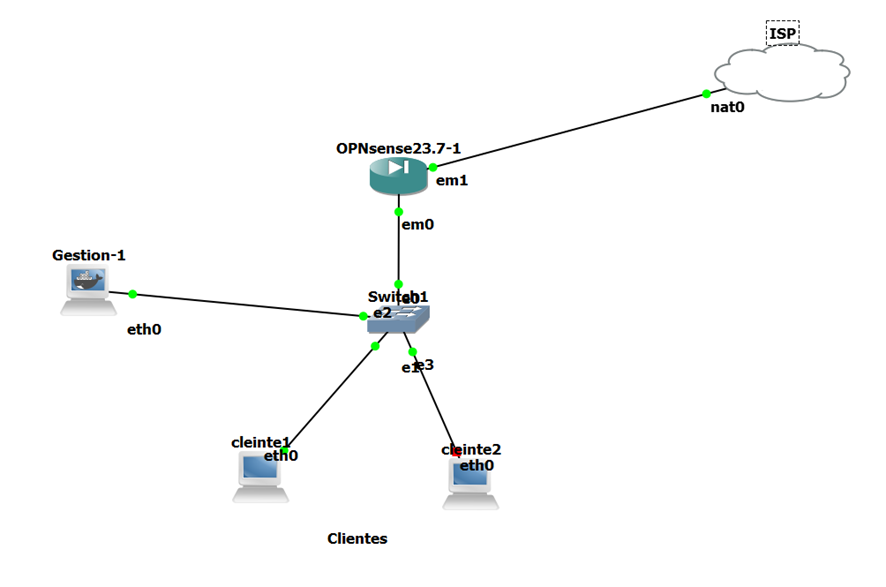 ISP
nat0
OPNsense23.7-1
em1
em0
Gestion-1
eth0
Switch1
e0
e2
e1
e3
cleinte1
eth0
cleinte2
eth0
Clientes